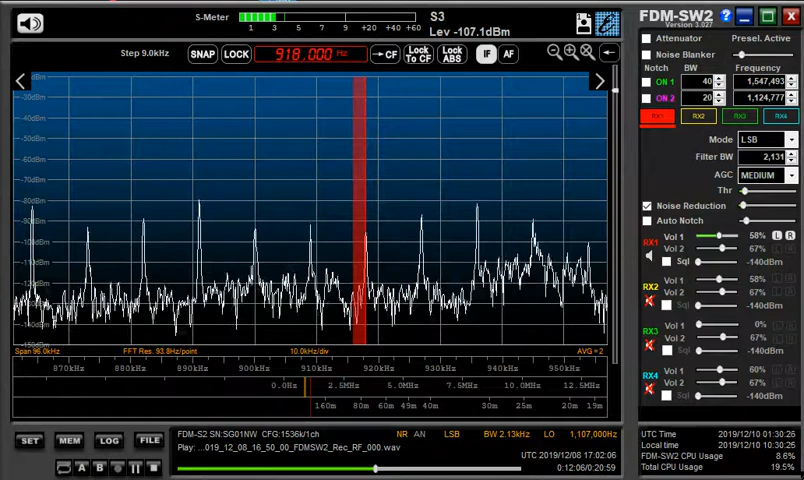 S-Meter
1 3 5 7 9 +10 +20 +40 +60
S3
Lev -107.1dBm
FDM-SW2
Version 3.027
Step 9.0kHz
SNAP
LOCK
918,000 Hz
→CF
Lock To CF
Lock ABS
IF
AF
Attenuator
Presel. Active
Noise Blanker
Notch BW Frequency
ON 1 40 1,547,493
ON 2 20 1,124,777
RX1 RX2 RX3 RX4
Mode LSB
Filter BW 2,131
AGC MEDIUM
Thr
Noise Reduction
Auto Notch
RX1
Vol 1 58% L R
Vol 2 67%
Sql -140dBm
RX2
Vol 1 58% L R
Vol 2 67%
Sql -140dBm
RX3
Vol 1 0% L R
Vol 2 67%
Sql -140dBm
RX4
Vol 1 60% L R
Vol 2 67%
Sql -140dBm
-30dBm
-40dBm
-50dBm
-60dBm
-70dBm
-80dBm
-90dBm
-100dBm
-110dBm
-120dBm
-130dBm
-140dBm
Span 96.0kHz
FFT Res. 93.8Hz/point
10.0kHz/div
AVG=2
870kHz 880kHz 890kHz 900kHz 910kHz 920kHz 930kHz 940kHz 950kHz
0.0Hz 2.5MHz 5.0MHz 7.5MHz 10.0MHz 12.5MHz
160m 80m 60m 49m 40m 30m 25m 20m 19m
SET
MEM
LOG
FILE
A
B
FDM-S2 SN:SG01NW CFG:1536k/1ch
NR AN LSB BW 2.13kHz LO 1,107,000Hz
Play: ...019_12_08_16_50_00_FDMSW2_Rec_RF_000.wav
UTC 2019/12/08 17:02:06
0:12:06/0:20:59
UTC Time 2019/12/10 01:30:26
Local time 2019/12/10 01:30:26
FDM-SW2 CPU Usage 8.6%
Total CPU Usage 19.5%